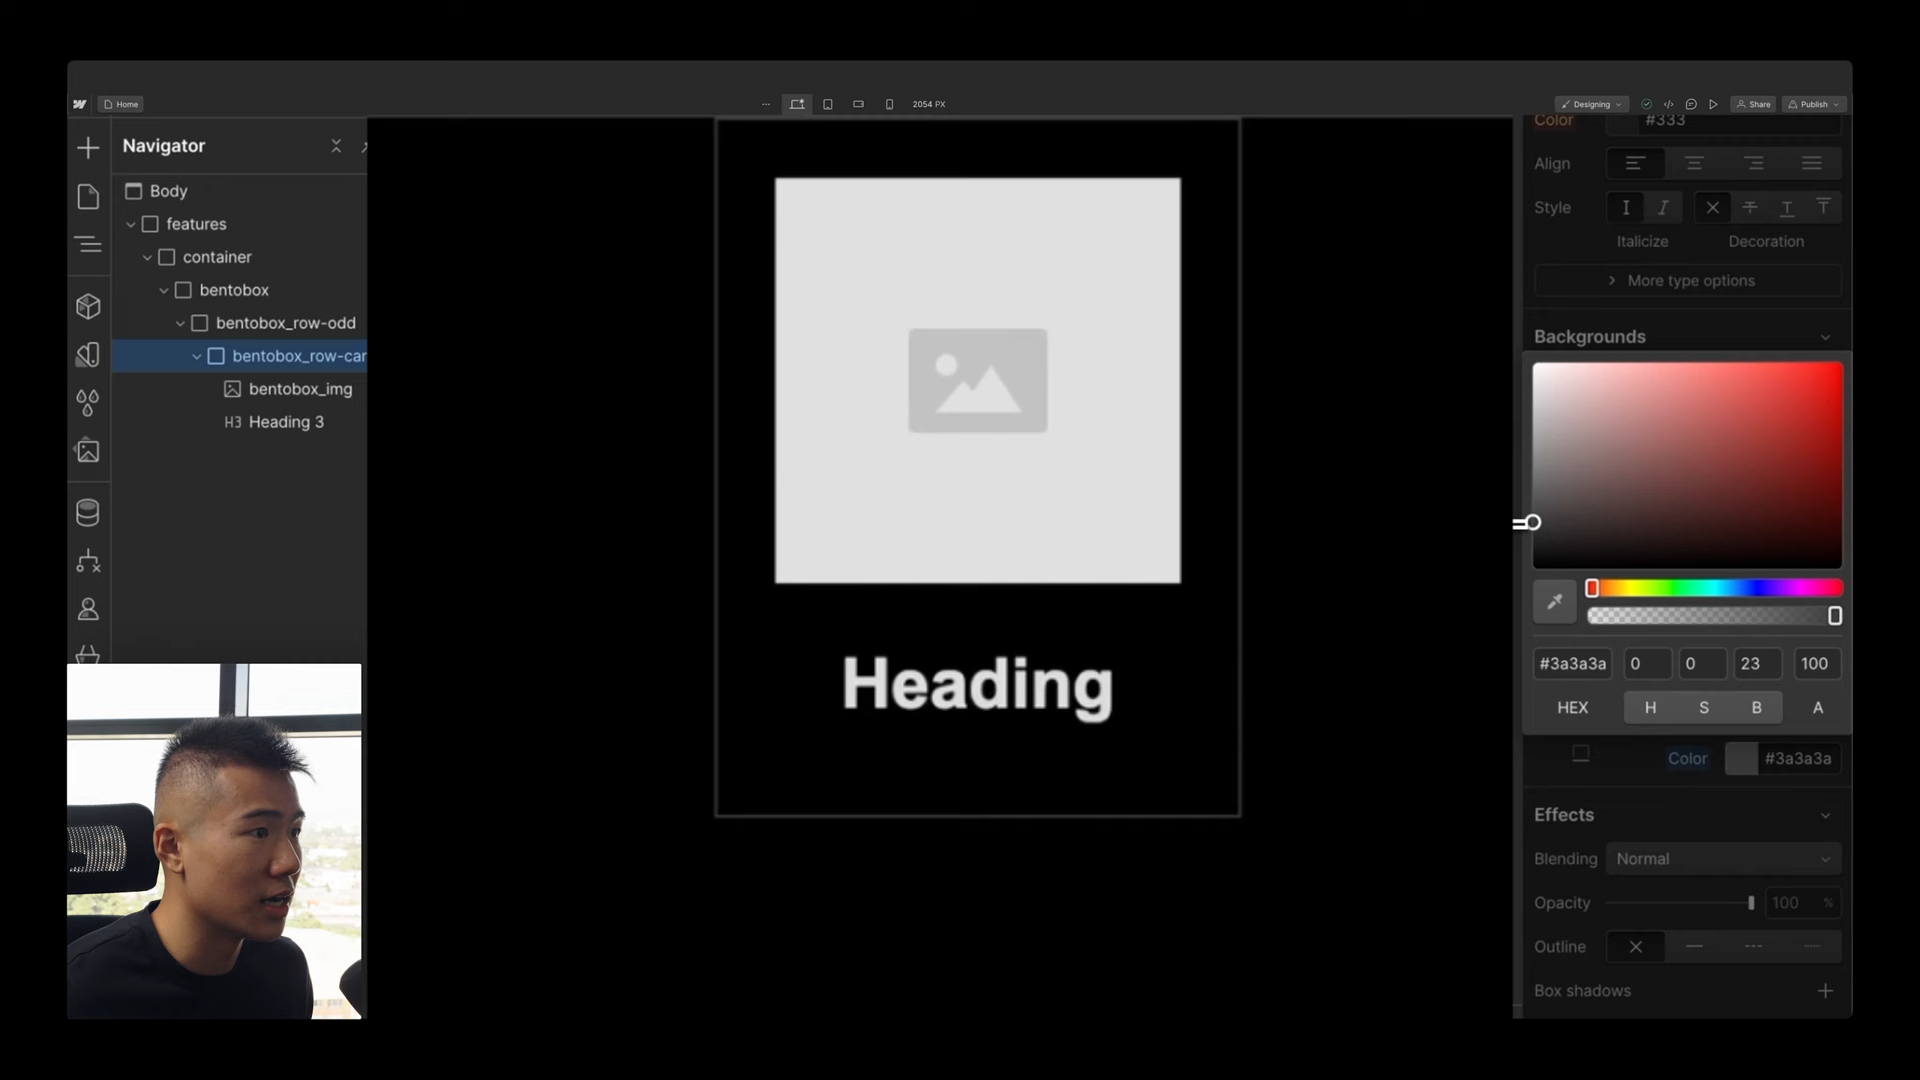 Home
2054 PX
Designing
Share
Publish
Navigator
Body
features
container
bentobox
bentobox_row-odd
bentobox_row-car
bentobox_img
H3 Heading 3
Heading
Color #333
Align
Style
Italicize Decoration
More type options
Backgrounds
#3a3a3a 0 0 23 100
HEX H S B A
Color #3a3a3a
Effects
Blending Normal
Opacity 100 %
Outline
Box shadows